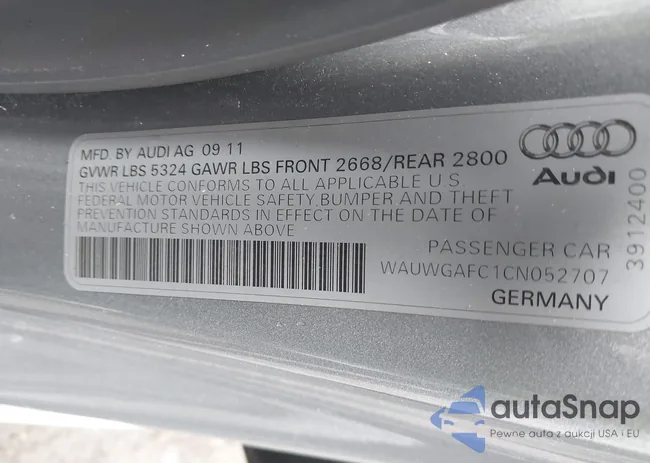 MFD. BY AUDI AG 09 11
GVWR LBS 5324 GAWR LBS FRONT 2668/REAR 2800
THIS VEHICLE CONFORMS TO ALL APPLICABLE U.S.
FEDERAL MOTOR VEHICLE SAFETY,BUMPER AND THEFT
PREVENTION STANDARDS IN EFFECT ON THE DATE OF
MANUFACTURE SHOWN ABOVE
Audi
3912400
PASSENGER CAR
WAUWGAFC1CN052707
GERMANY
autaSnap
Pewne auta z aukcji USA i EU